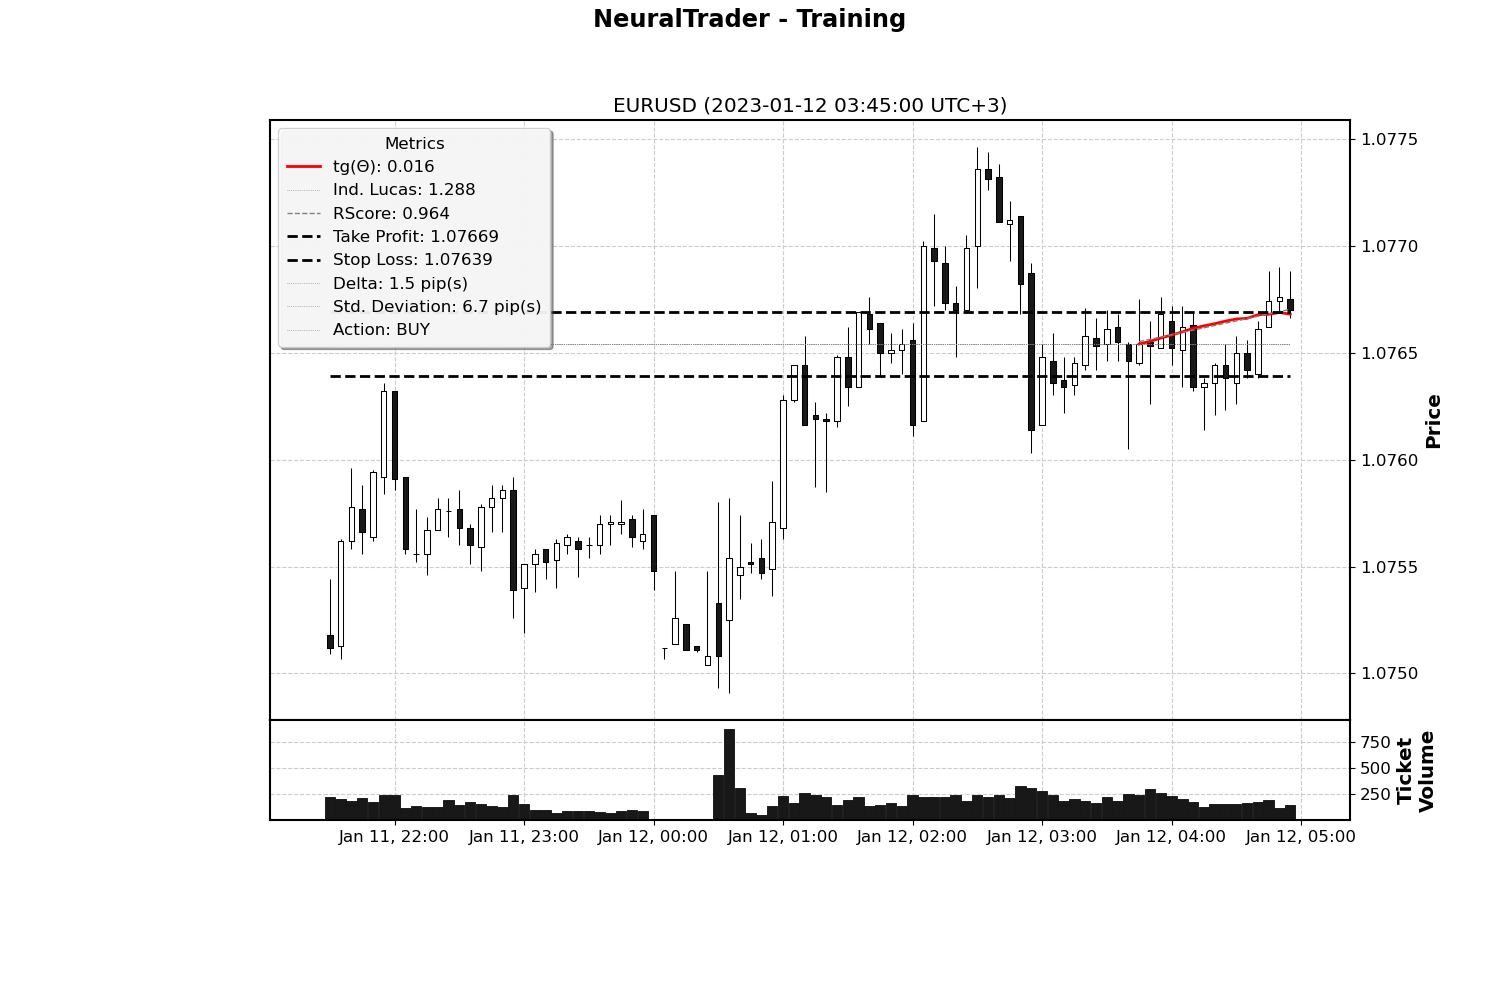 NeuralTrader - Training
EURUSD (2023-01-12 03:45:00 UTC+3)
Metrics
tg(Θ): 0.016
Ind. Lucas: 1.288
RScore: 0.964
Take Profit: 1.07669
Stop Loss: 1.07639
Delta: 1.5 pip(s)
Std. Deviation: 6.7 pip(s)
Action: BUY
1.0775
1.0770
1.0765
1.0760
1.0755
1.0750
Price
750
500
250
Ticket
Volume
Jan 11, 22:00 Jan 11, 23:00 Jan 12, 00:00 Jan 12, 01:00 Jan 12, 02:00 Jan 12, 03:00 Jan 12, 04:00 Jan 12, 05:00